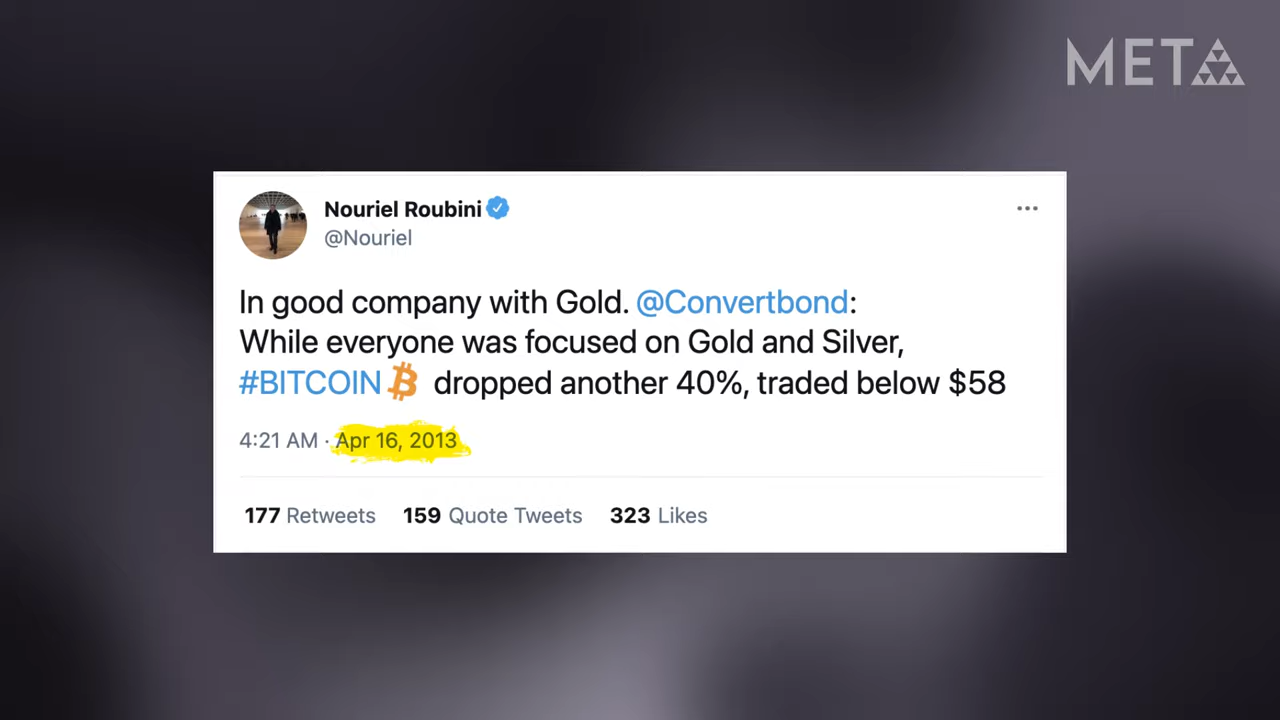 META
Nouriel Roubini
@Nouriel
In good company with Gold. @Convertbond:
While everyone was focused on Gold and Silver,
#BITCOIN dropped another 40%, traded below $58
4:21 AM · Apr 16, 2013
177 Retweets 159 Quote Tweets 323 Likes